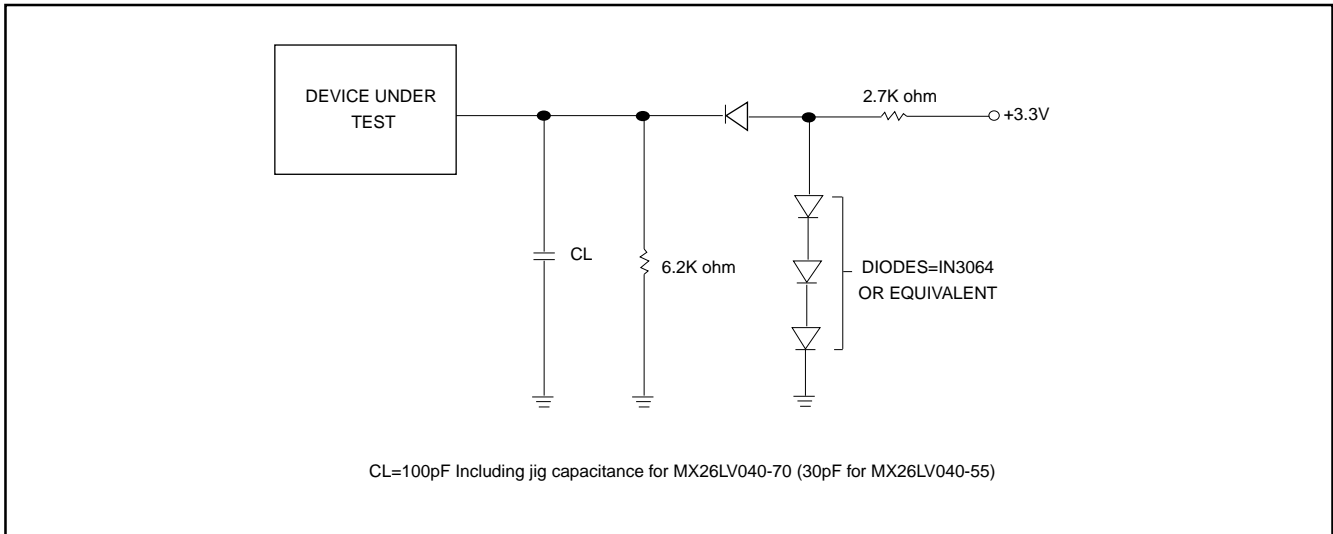 DEVICE UNDER
TEST
2.7K ohm
+3.3V
CL
6.2K ohm
DIODES=IN3064
OR EQUIVALENT
CL=100pF Including jig capacitance for MX26LV040-70 (30pF for MX26LV040-55)